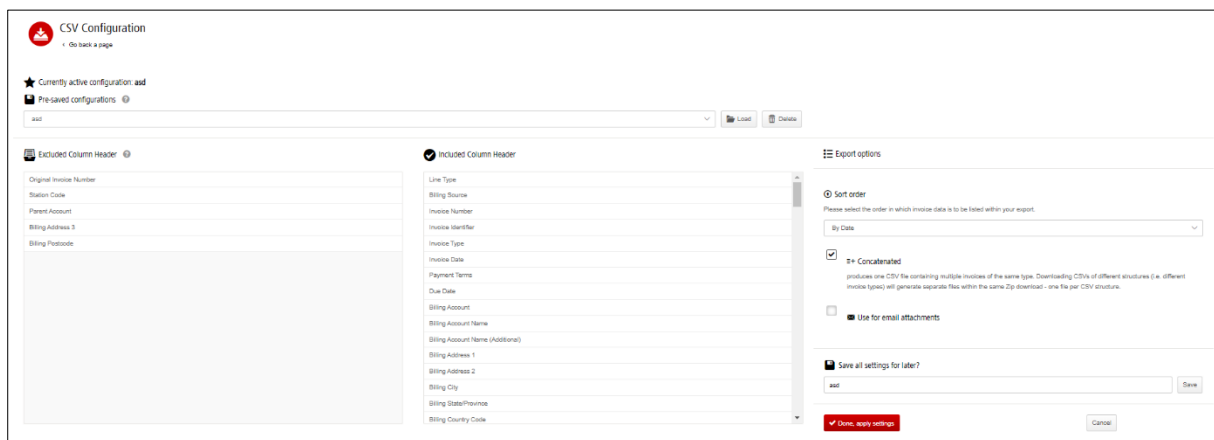 CSV Configuration
‹ Go back a page
Currently active configuration: asd
Pre-saved configurations
asd
Load
Delete
Excluded Column Header
Original Invoice Number
Station Code
Parent Account
Billing Address 3
Billing Postcode
Included Column Header
Line Type
Billing Source
Invoice Number
Invoice Identifier
Invoice Type
Invoice Date
Payment Terms
Due Date
Billing Account
Billing Account Name
Billing Account Name (Additional)
Billing Address 1
Billing Address 2
Billing City
Billing State/Province
Billing Country Code
Export options
Sort order
Please select the order in which invoice data is to be listed within your export.
By Date
Concatenated
produces one CSV file containing multiple invoices of the same type. Downloading CSVs of different structures (i.e. different
invoice types) will generate separate files within the same Zip download - one file per CSV structure.
Use for email attachments
Save all settings for later?
asd
Save
Done, apply settings
Cancel